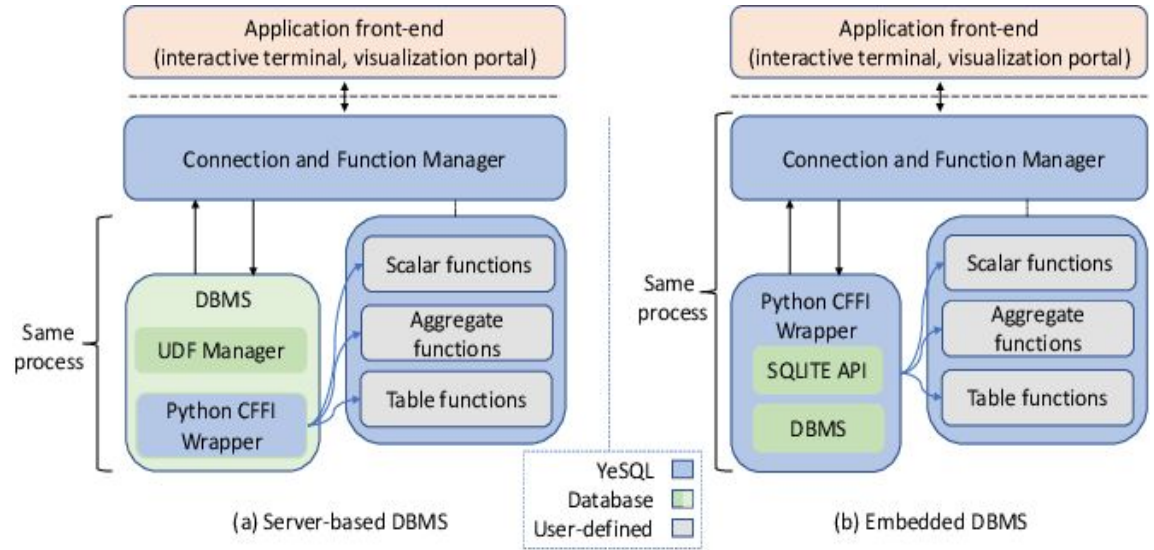 Application front-end
(interactive terminal, visualization portal)
Connection and Function Manager
Same
process
DBMS
UDF Manager
Python CFFI
Wrapper
Scalar functions
Aggregate
functions
Table functions
(a) Server-based DBMS
YeSQL
Database
User-defined
Application front-end
(interactive terminal, visualization portal)
Connection and Function Manager
Same
process
Python CFFI
Wrapper
SQLITE API
DBMS
Scalar functions
Aggregate
functions
Table functions
(b) Embedded DBMS